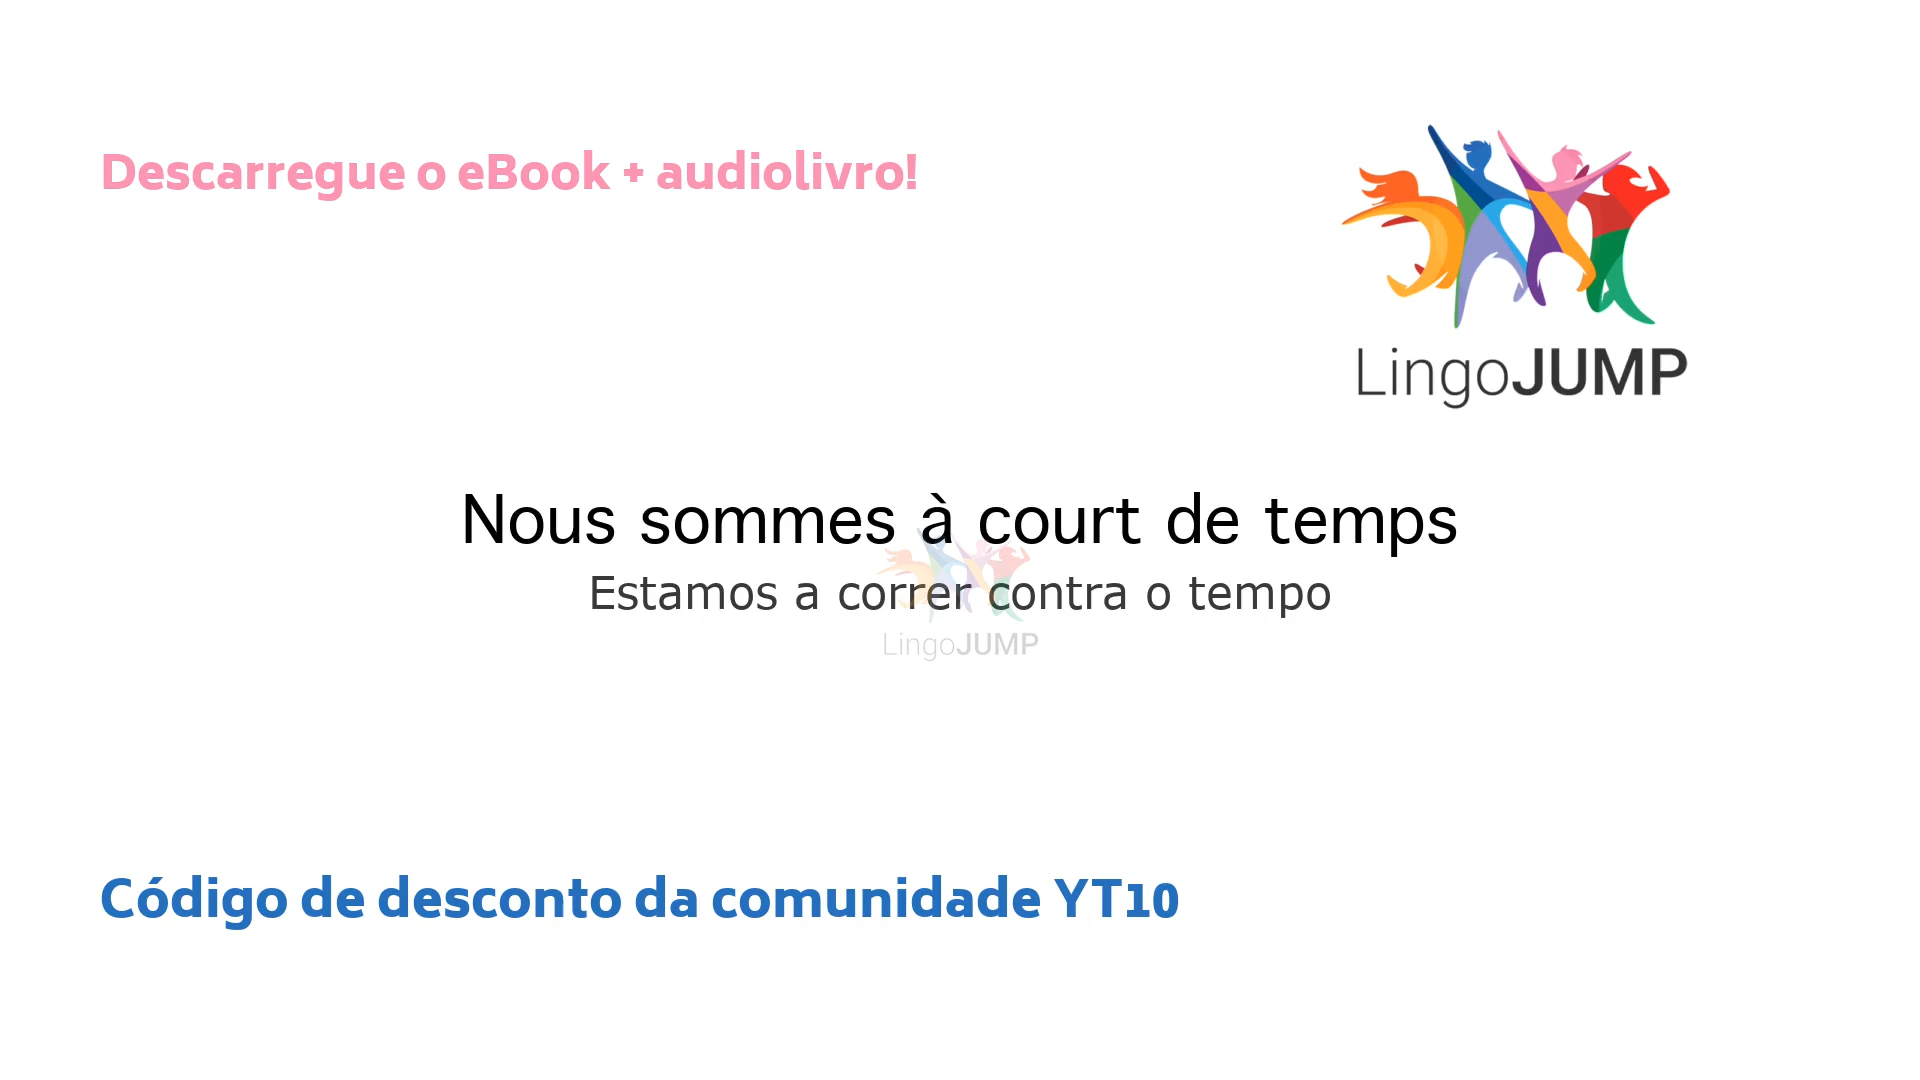 Descarregue o eBook + audiolivro!
LingoJUMP
Nous sommes à court de temps
Estamos a correr contra o tempo
LingoJUMP
Código de desconto da comunidade YT10